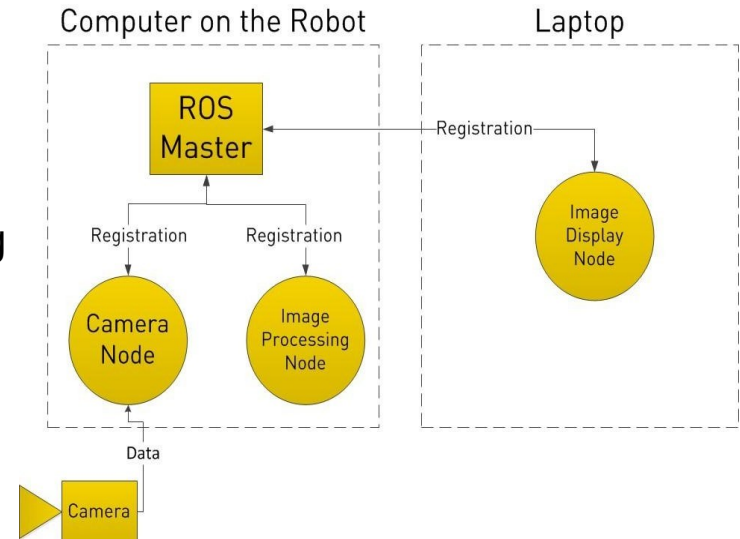 Computer on the Robot
Laptop
ROS
Master
Registration
Registration
Registration
Image
Display
Node
Camera
Node
Image
Processing
Node
Data
Camera
g